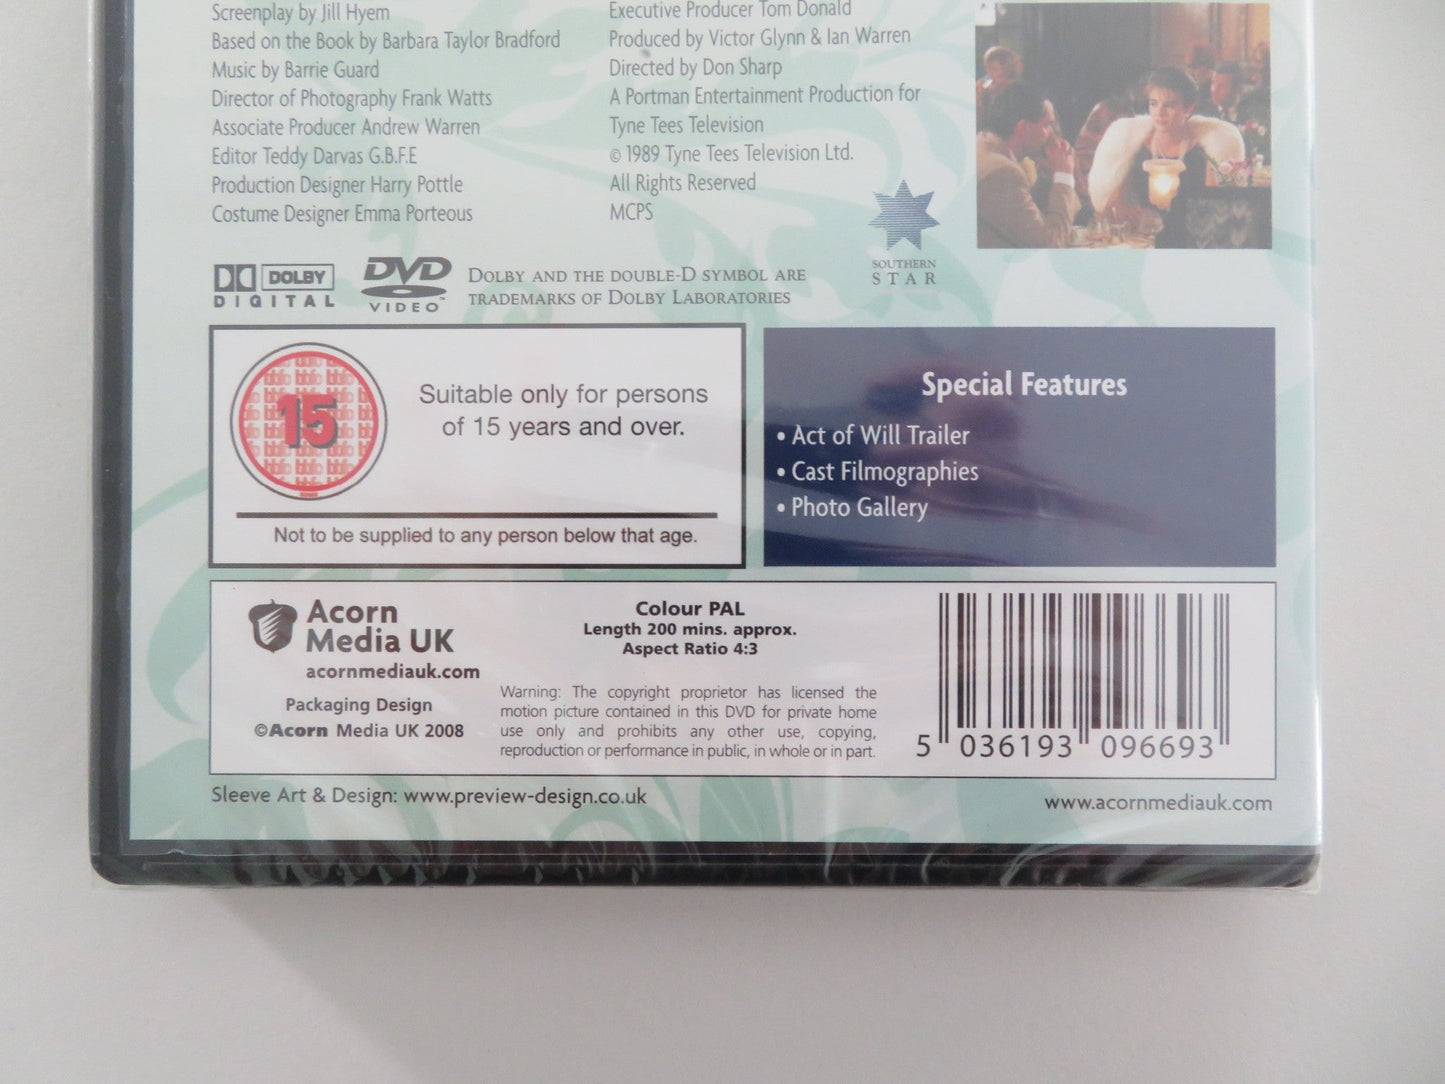 Screenplay by Jill Hyem
Based on the Book by Barbara Taylor Bradford
Music by Barrie Guard
Director of Photography Frank Watts
Associate Producer Andrew Warren
Editor Teddy Darvas G.B.F.E
Production Designer Harry Pottle
Costume Designer Emma Porteous
Executive Producer Tom Donald
Produced by Victor Glynn & Ian Warren
Directed by Don Sharp
A Portman Entertainment Production for
Tyne Tees Television
© 1989 Tyne Tees Television Ltd.
All Rights Reserved
MCPS
SOUTHERN
STAR
DOLBY
DIGITAL
DVD
VIDEO
DOLBY AND THE DOUBLE-D SYMBOL ARE
TRADEMARKS OF DOLBY LABORATORIES
15
Suitable only for persons
of 15 years and over.
Not to be supplied to any person below that age.
Special Features
• Act of Will Trailer
• Cast Filmographies
• Photo Gallery
Acorn
Media UK
acornmediauk.com
Packaging Design
©Acorn Media UK 2008
Colour PAL
Length 200 mins. approx.
Aspect Ratio 4:3
Warning: The copyright proprietor has licensed the
motion picture contained in this DVD for private home
use only and prohibits any other use, copying,
reproduction or performance in public, in whole or in part.
5 036193 096693
Sleeve Art & Design: www.preview-design.co.uk
www.acornmediauk.com